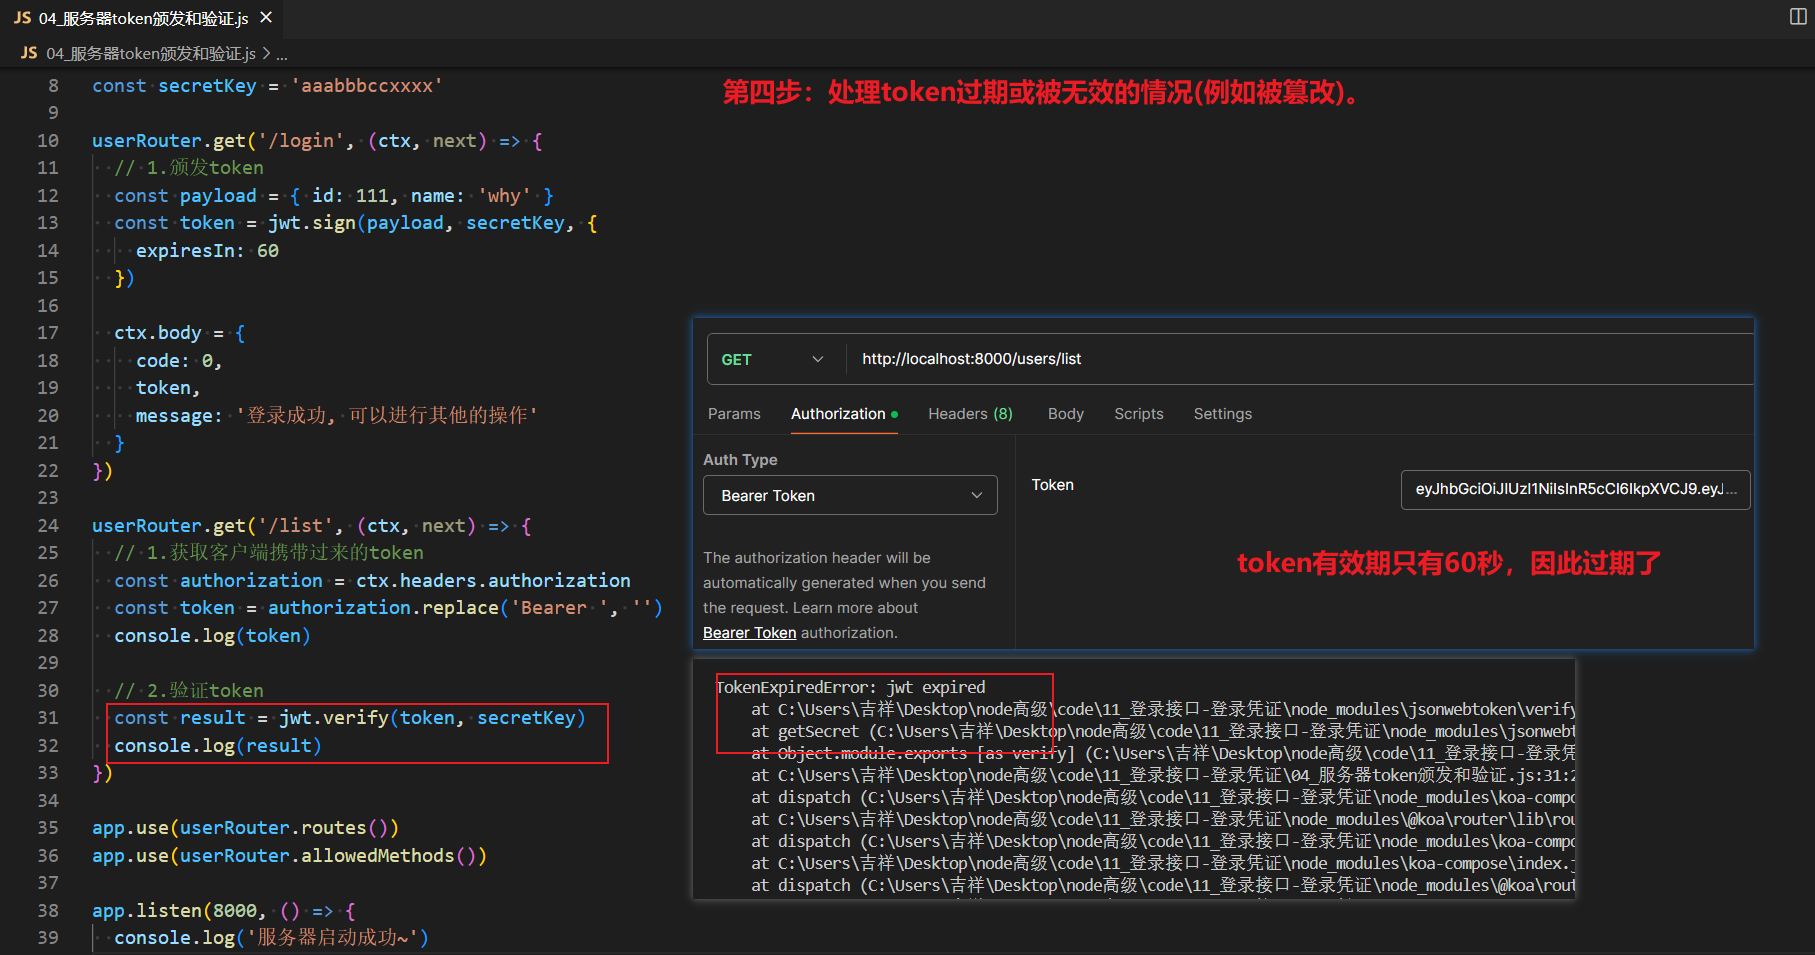 JS 04_服务器token颁发和验证.js ×
JS 04_服务器token颁发和验证.js > ...
第四步：处理token过期或被无效的情况(例如被篡改)。
8 const secretKey = 'aaabbbccxxxx'
9
10 userRouter.get('/login', (ctx, next) => {
11 // 1.颁发token
12 const payload = { id: 111, name: 'why' }
13 const token = jwt.sign(payload, secretKey, {
14 expiresIn: 60
15 })
16
17 ctx.body = {
18 code: 0,
19 token,
20 message: '登录成功, 可以进行其他的操作'
21 }
22 })
23
24 userRouter.get('/list', (ctx, next) => {
25 // 1.获取客户端携带过来的token
26 const authorization = ctx.headers.authorization
27 const token = authorization.replace('Bearer ', '')
28 console.log(token)
29
30 // 2.验证token
31 const result = jwt.verify(token, secretKey)
32 console.log(result)
33 })
34
35 app.use(userRouter.routes())
36 app.use(userRouter.allowedMethods())
37
38 app.listen(8000, () => {
39 console.log('服务器启动成功~')
GET http://localhost:8000/users/list
Params Authorization Headers (8) Body Scripts Settings
Auth Type
Bearer Token
Token eyJhbGciOiJIUzI1NiIsInR5cCI6IkpXVCJ9.eyJ...
The authorization header will be
automatically generated when you send
the request. Learn more about
Bearer Token authorization.
token有效期只有60秒，因此过期了
TokenExpiredError: jwt expired
at C:\Users\吉祥\Desktop\node高级\code\11_登录接口-登录凭证\node_modules\jsonwebtoken\verify
at getSecret (C:\Users\吉祥\Desktop\node高级\code\11_登录接口-登录凭证\node_modules\jsonwebt
at Object.module.exports [as verify] (C:\Users\吉祥\Desktop\node高级\code\11_登录接口-登录凭
at C:\Users\吉祥\Desktop\node高级\code\11_登录接口-登录凭证\04_服务器token颁发和验证.js:31:2
at dispatch (C:\Users\吉祥\Desktop\node高级\code\11_登录接口-登录凭证\node_modules\koa-compo
at C:\Users\吉祥\Desktop\node高级\code\11_登录接口-登录凭证\node_modules\@koa\router\lib\rou
at dispatch (C:\Users\吉祥\Desktop\node高级\code\11_登录接口-登录凭证\node_modules\koa-compo
at C:\Users\吉祥\Desktop\node高级\code\11_登录接口-登录凭证\node_modules\koa-compose\index.j
at dispatch (C:\Users\吉祥\Desktop\node高级\code\11_登录接口-登录凭证\node_modules\@koa\rout